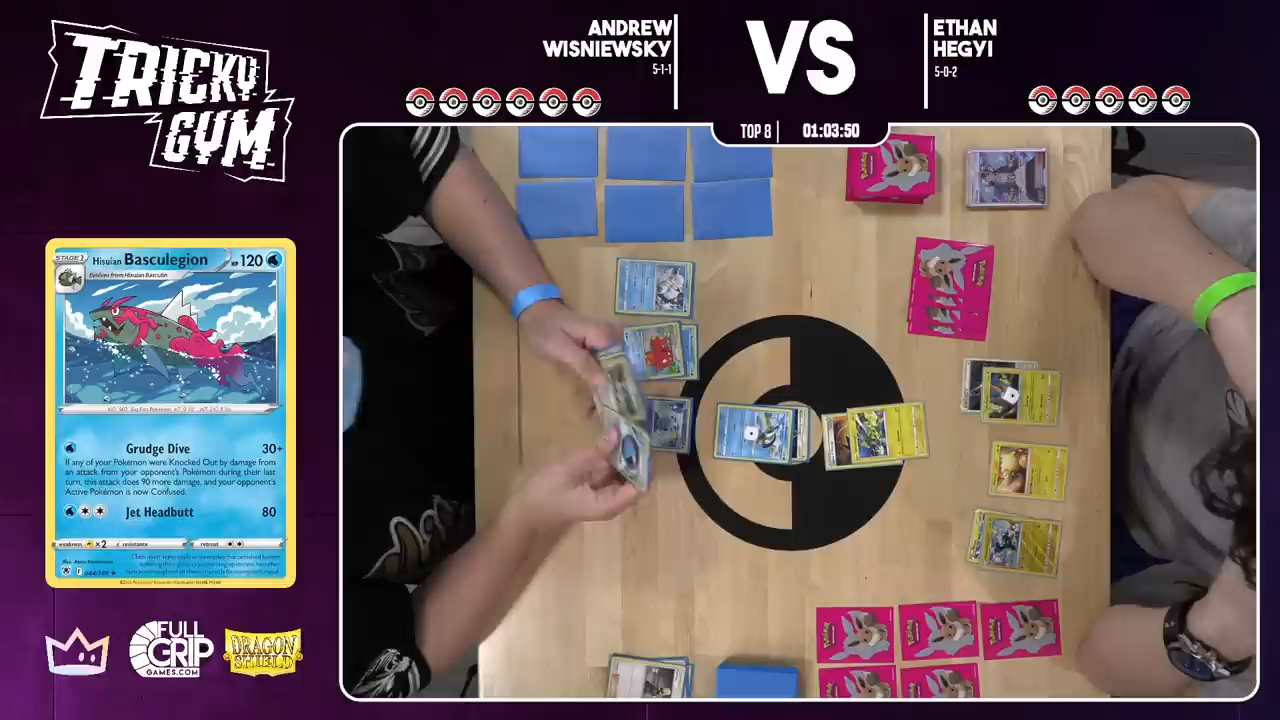 TRICKY
GYM
ANDREW
WISNIEWSKY
5-1-1
VS
ETHAN
HEGYI
5-0-2
TOP 8
01:03:50
STAGE 1
Hisuian Basculegion
HP 120
Evolves from Hisuian Basculin
Grudge Dive 30+
If any of your Pokémon were Knocked Out by damage from
an attack from your opponent's Pokémon during their last
turn, this attack does 90 more damage, and your opponent's
Active Pokémon is now Confused.
Jet Headbutt 80
weakness ×2 resistance retreat
FULL
GRIP
GAMES.COM
DRAGON
SHIELD